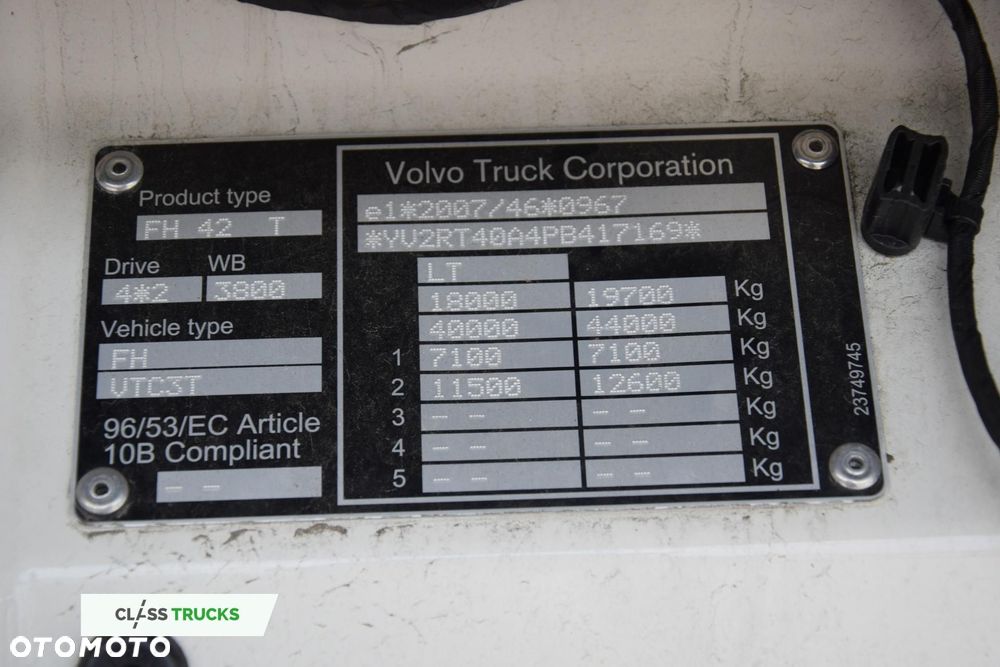 Volvo Truck Corporation
Product type
FH 42 T
e1*2007/46*0967
*YV2RT40A4PB417169*
Drive WB
4*2 3800
LT
18000 19700 Kg
40000 44000 Kg
1 7100 7100 Kg
2 11500 12600 Kg
3 -- -- -- -- Kg
4 -- -- -- -- Kg
5 -- -- -- -- Kg
Vehicle type
FH
VTC3T
96/53/EC Article
10B Compliant
-- --
23749745
CLASS TRUCKS
OTOMOTO